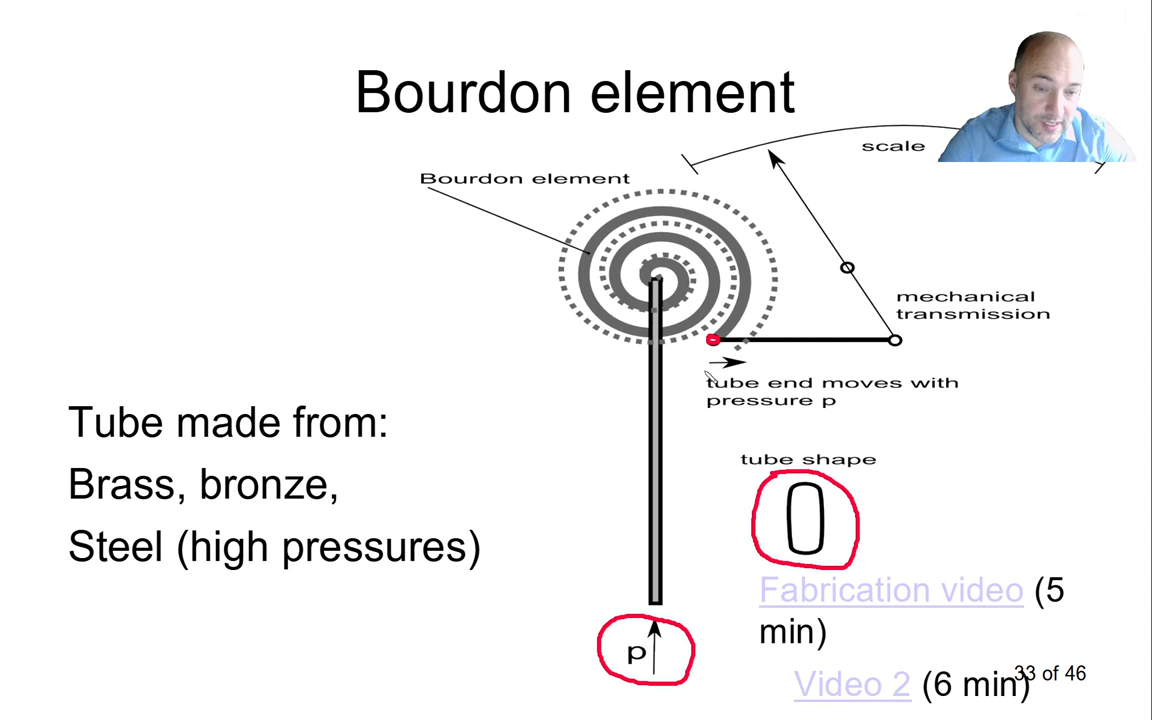 Bourdon element
scale
Bourdon element
mechanical
transmission
tube end moves with
pressure p
Tube made from:
Brass, bronze,
Steel (high pressures)
tube shape
Fabrication video (5
min)
p
Video 2 (6 min)
33 of 46